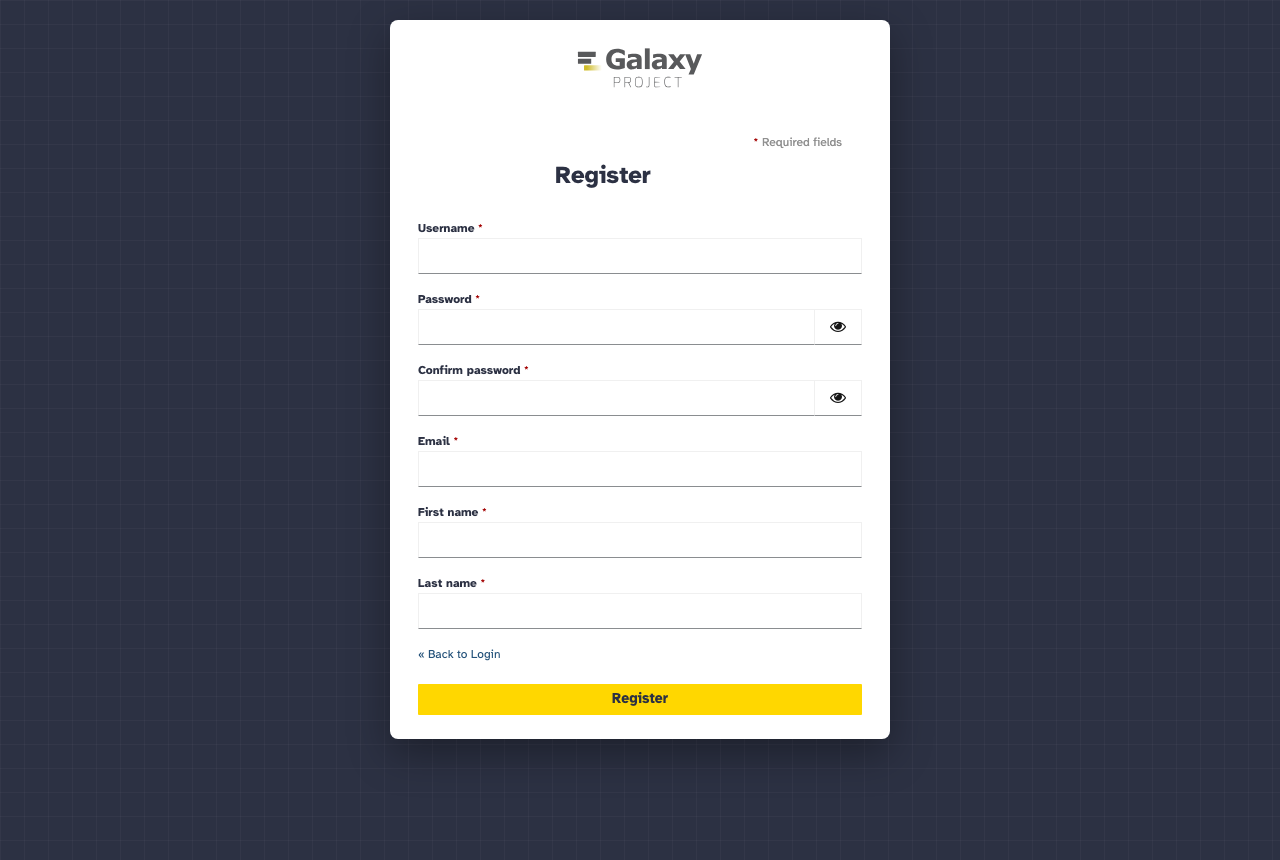 Galaxy
PROJECT
* Required fields
Register
Username *
Password *
Confirm password *
Email *
First name *
Last name *
« Back to Login
Register